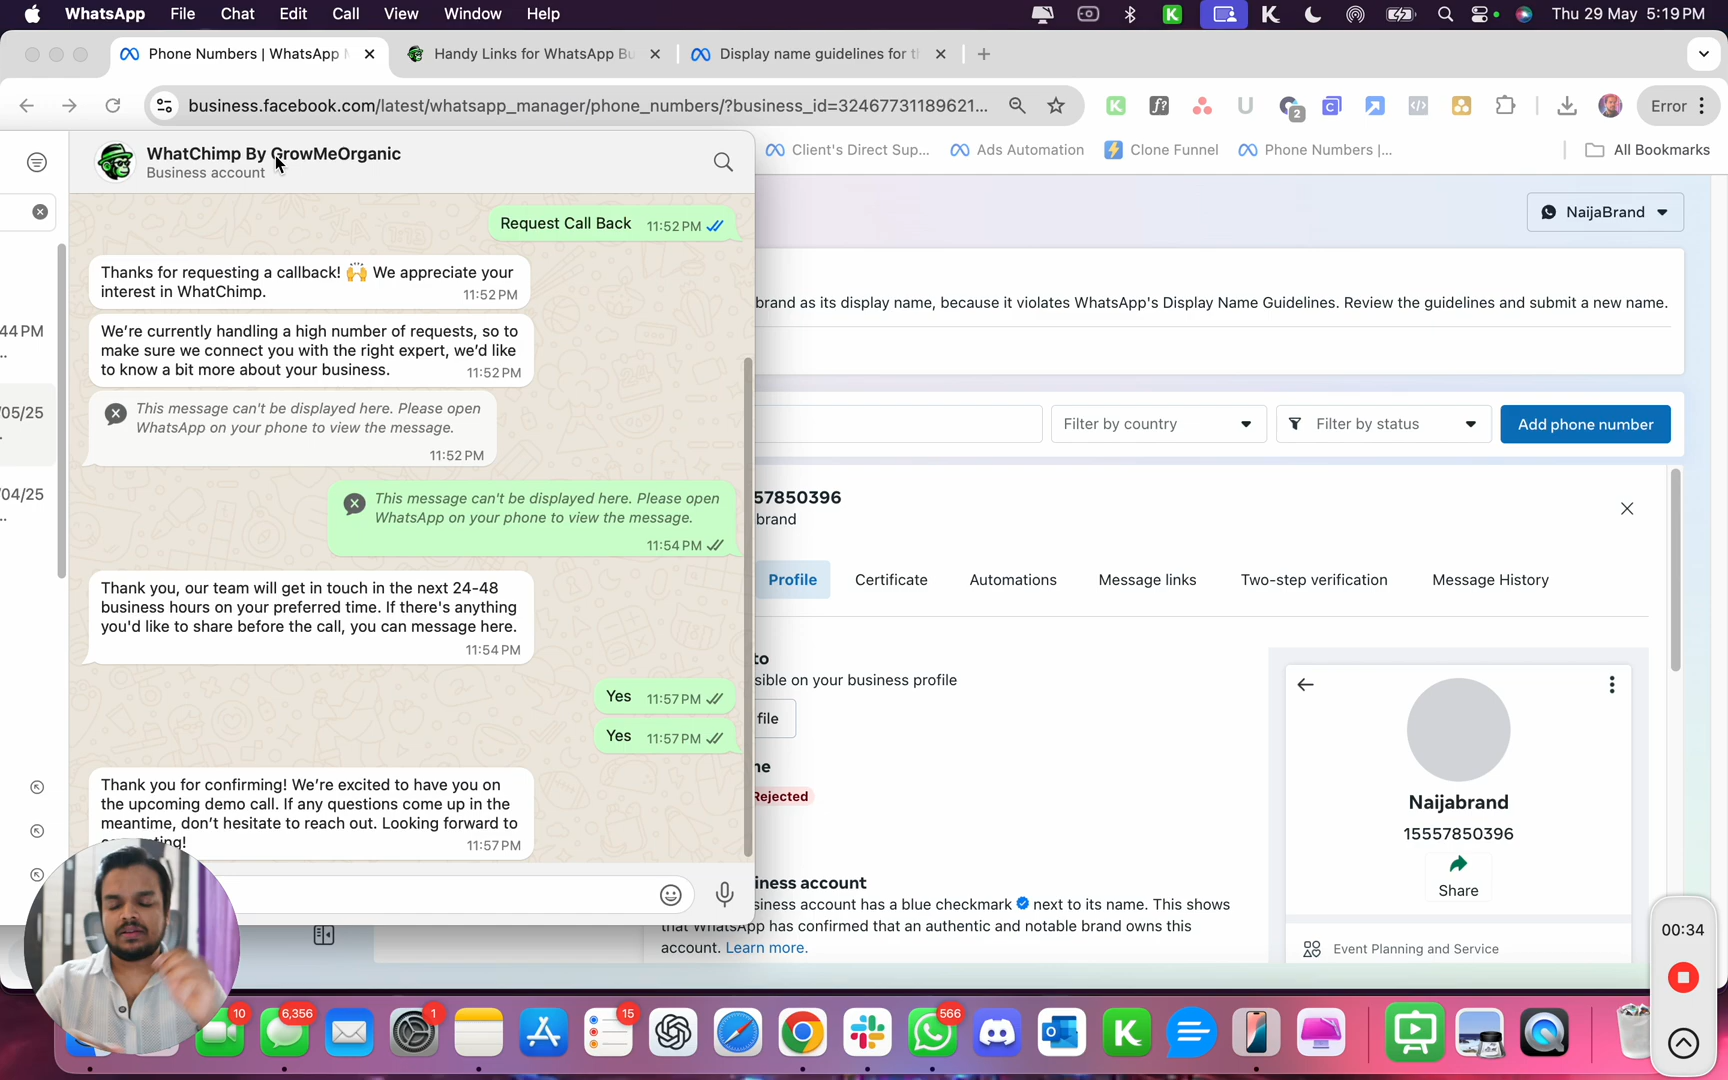 WhatsApp File Chat Edit Call View Window Help
Thu 29 May 5:19 PM
Phone Numbers | WhatsApp
Handy Links for WhatsApp Bu
Display name guidelines for th
business.facebook.com/latest/whatsapp_manager/phone_numbers/?business_id=32467731189621...
2
Error
Client's Direct Sup...
Ads Automation
Clone Funnel
Phone Numbers |...
All Bookmarks
WhatChimp By GrowMeOrganic
Business account
NaijaBrand
Request Call Back 11:52 PM
Thanks for requesting a callback! 🙌 We appreciate your
interest in WhatChimp. 11:52 PM
brand as its display name, because it violates WhatsApp's Display Name Guidelines. Review the guidelines and submit a new name.
We're currently handling a high number of requests, so to
make sure we connect you with the right expert, we'd like
to know a bit more about your business. 11:52 PM
44 PM
...
/05/25
/04/25
...
This message can't be displayed here. Please open
WhatsApp on your phone to view the message.
11:52 PM
Filter by country
Filter by status
Add phone number
This message can't be displayed here. Please open
WhatsApp on your phone to view the message.
11:54 PM
57850396
brand
Profile
Certificate
Automations
Message links
Two-step verification
Message History
Thank you, our team will get in touch in the next 24-48
business hours on your preferred time. If there's anything
you'd like to share before the call, you can message here.
11:54 PM
to
sible on your business profile
file
Yes 11:57 PM
Yes 11:57 PM
me
Rejected
Thank you for confirming! We're excited to have you on
the upcoming demo call. If any questions come up in the
meantime, don't hesitate to reach out. Looking forward to
ting! 11:57 PM
Naijabrand
15557850396
Share
Event Planning and Service
iness account
siness account has a blue checkmark next to its name. This shows
that WhatsApp has confirmed that an authentic and notable brand owns this
account. Learn more.
00:34
10
6,356
1
15
566